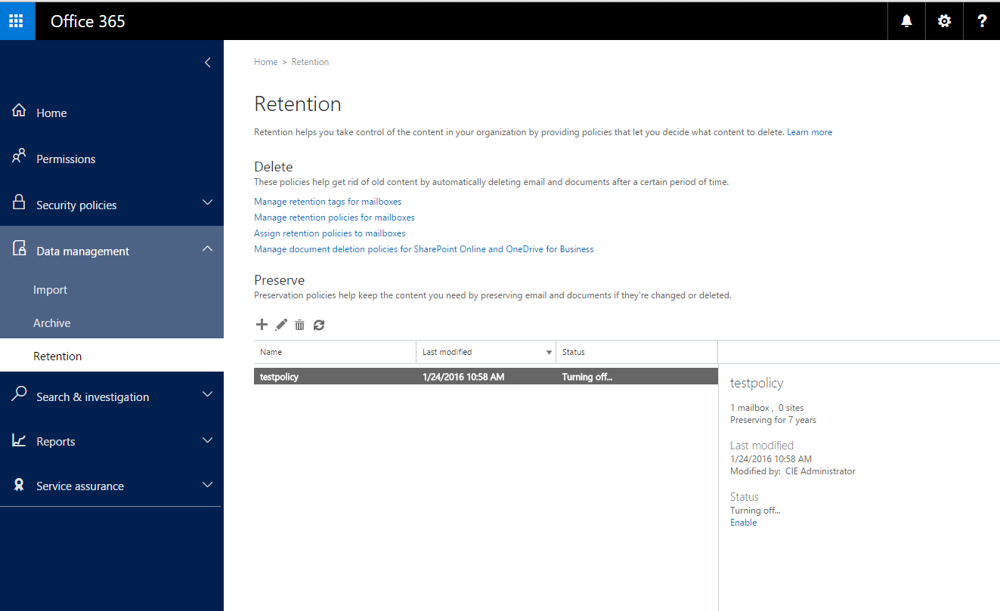 Office 365
?
Home
Permissions
Security policies
Data management
Import
Archive
Retention
Search & investigation
Reports
Service assurance
Home > Retention
Retention
Retention helps you take control of the content in your organization by providing policies that let you decide what content to delete. Learn more
Delete
These policies help get rid of old content by automatically deleting email and documents after a certain period of time.
Manage retention tags for mailboxes
Manage retention policies for mailboxes
Assign retention policies to mailboxes
Manage document deletion policies for SharePoint Online and OneDrive for Business
Preserve
Preservation policies help keep the content you need by preserving email and documents if they're changed or deleted.
Name Last modified Status
testpolicy 1/24/2016 10:58 AM Turning off...
testpolicy
1 mailbox , 0 sites
Preserving for 7 years
Last modified
1/24/2016 10:58 AM
Modified by: CIE Administrator
Status
Turning off...
Enable